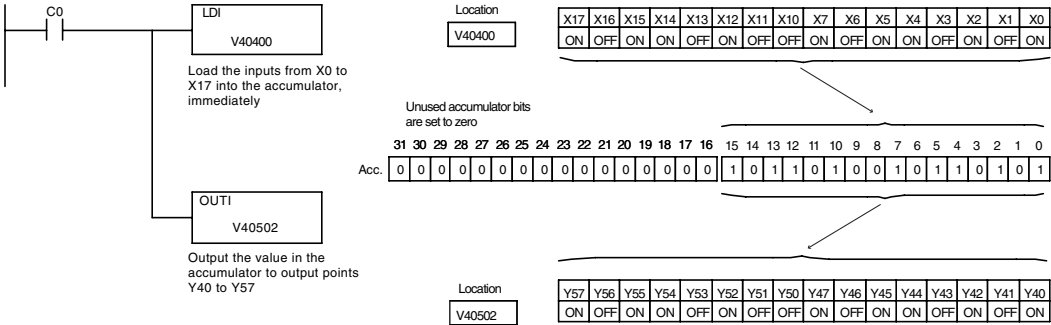 C0
LDI
V40400
Load the inputs from X0 to
X17 into the accumulator,
immediately
Location
V40400
X17 X16 X15 X14 X13 X12 X11 X10 X7 X6 X5 X4 X3 X2 X1 X0
ON OFF ON ON OFF ON OFF OFF ON OFF ON ON OFF ON OFF ON
Unused accumulator bits
are set to zero
31 30 29 28 27 26 25 24 23 22 21 20 19 18 17 16 15 14 13 12 11 10 9 8 7 6 5 4 3 2 1 0
Acc. 0 0 0 0 0 0 0 0 0 0 0 0 0 0 0 0 1 0 1 1 0 1 0 0 1 0 1 1 0 1 0 1
OUTI
V40502
Output the value in the
accumulator to output points
Y40 to Y57
Location
V40502
Y57 Y56 Y55 Y54 Y53 Y52 Y51 Y50 Y47 Y46 Y45 Y44 Y43 Y42 Y41 Y40
ON OFF ON ON OFF ON OFF OFF ON OFF ON ON OFF ON OFF ON